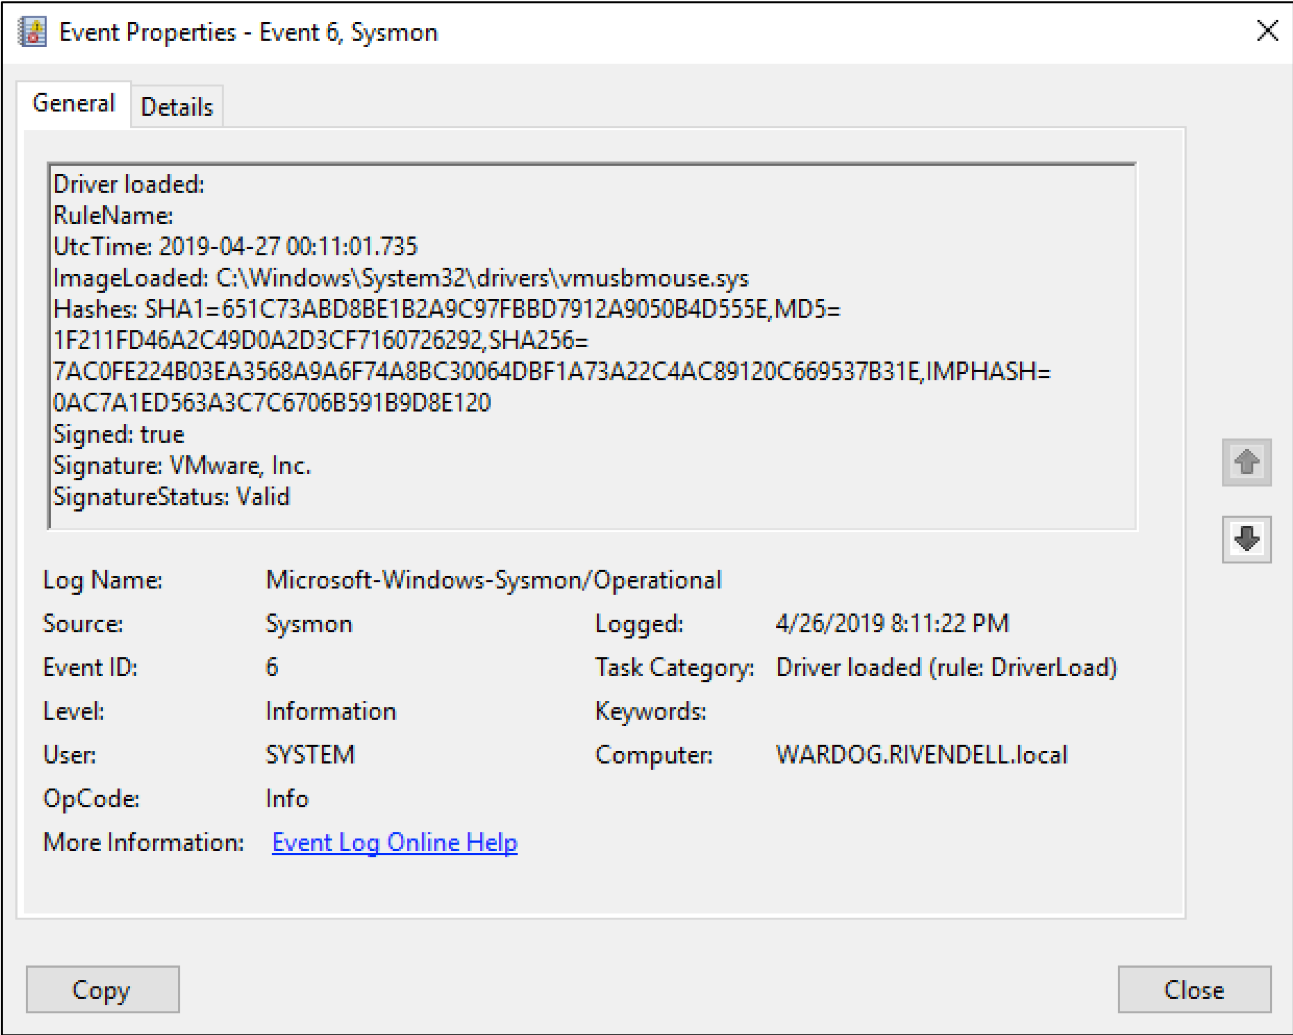 Event Properties - Event 6, Sysmon
General
Details
Driver loaded:
RuleName:
UtcTime: 2019-04-27 00:11:01.735
ImageLoaded: C:\Windows\System32\drivers\vmusbmouse.sys
Hashes: SHA1=651C73ABD8BE1B2A9C97FBBD7912A9050B4D555E,MD5=
1F211FD46A2C49D0A2D3CF7160726292,SHA256=
7AC0FE224B03EA3568A9A6F74A8BC30064DBF1A73A22C4AC89120C669537B31E,IMPHASH=
0AC7A1ED563A3C7C6706B591B9D8E120
Signed: true
Signature: VMware, Inc.
SignatureStatus: Valid
Log Name: Microsoft-Windows-Sysmon/Operational
Source: Sysmon Logged: 4/26/2019 8:11:22 PM
Event ID: 6 Task Category: Driver loaded (rule: DriverLoad)
Level: Information Keywords:
User: SYSTEM Computer: WARDOG.RIVENDELL.local
OpCode: Info
More Information: Event Log Online Help
Copy
Close